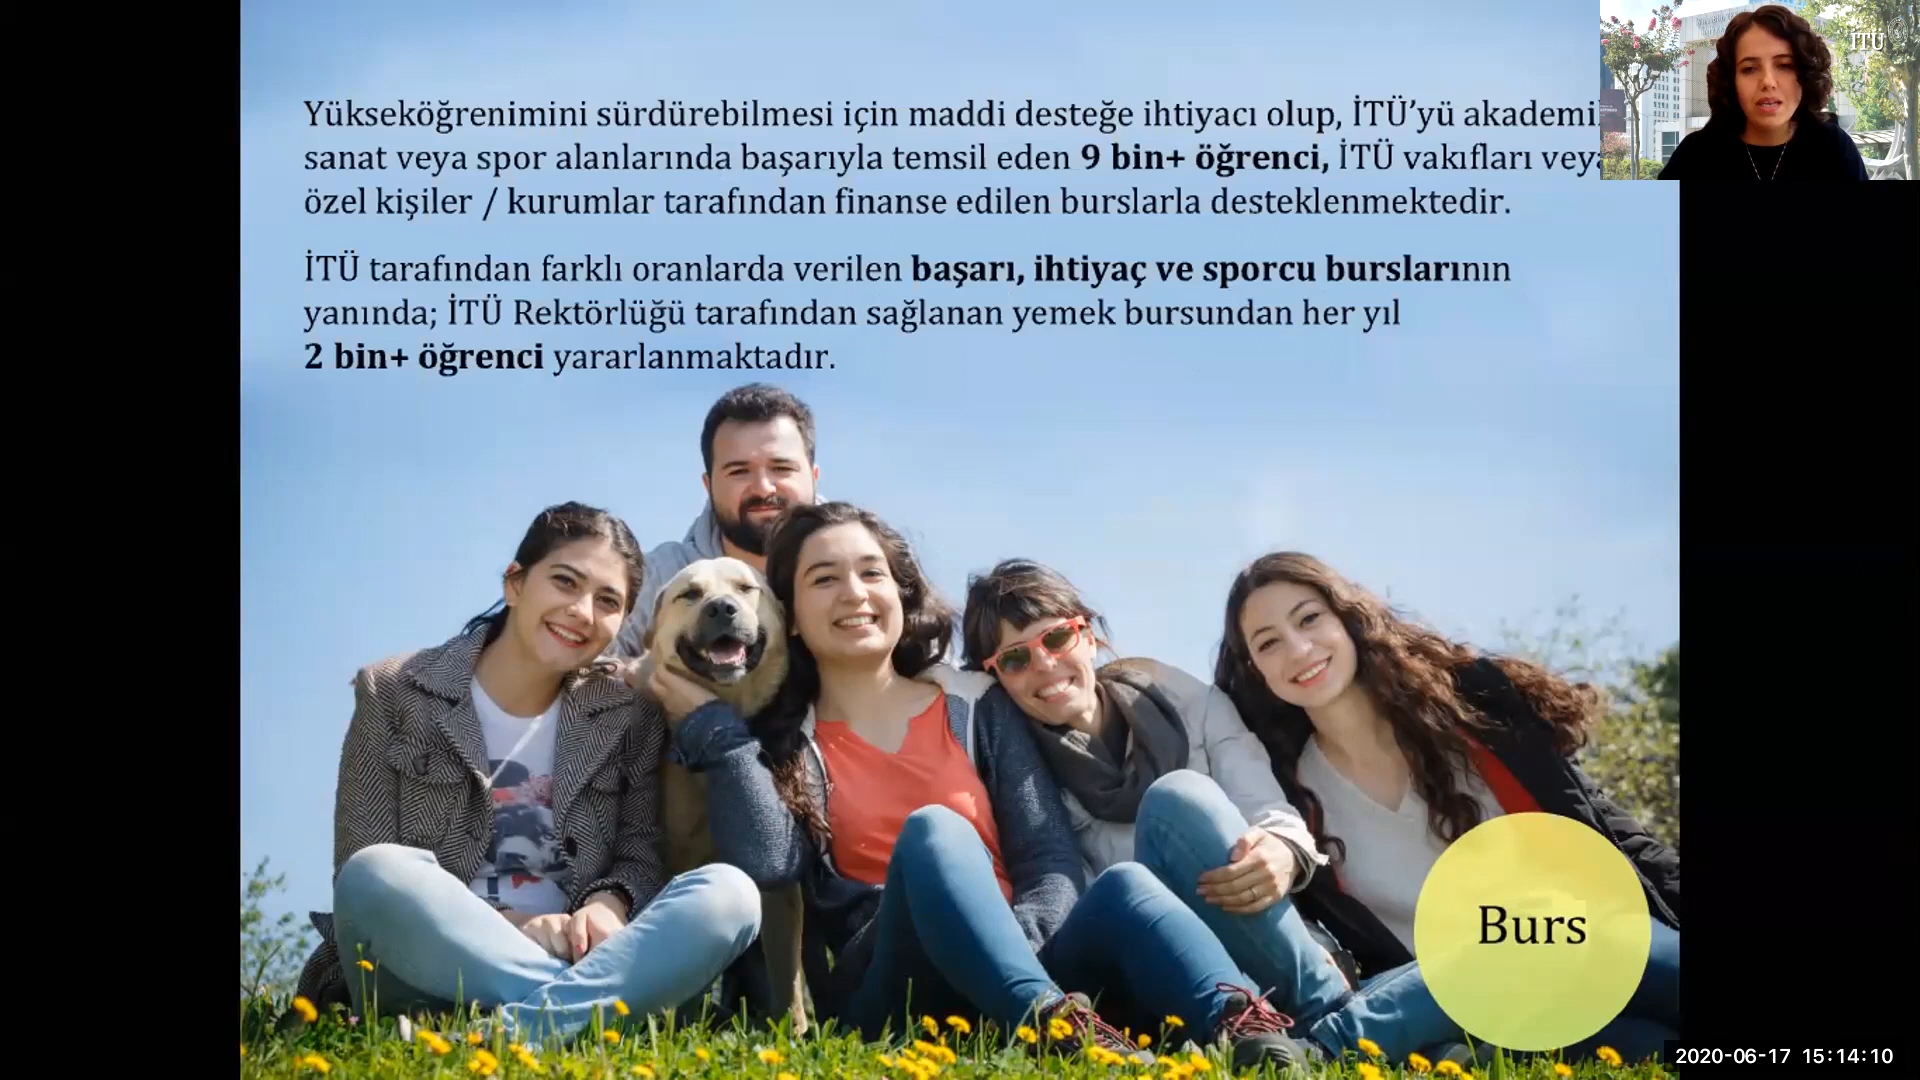 Yükseköğrenimini sürdürebilmesi için maddi desteğe ihtiyacı olup, İTÜ’yü
sanat veya spor alanlarında başarıyla temsil eden 9 bin+ öğrenci, İTÜ vakıfları veya
özel kişiler / kurumlar tarafından finanse edilen burslarla desteklenmektedir.
İTÜ tarafından farklı oranlarda verilen başarı, ihtiyaç ve sporcu burslarının
yanında; İTÜ Rektörlüğü tarafından sağlanan yemek bursundan her yıl
2 bin+ öğrenci yararlanmaktadır.
İTÜ
Burs
2020-06-17 15:14:10